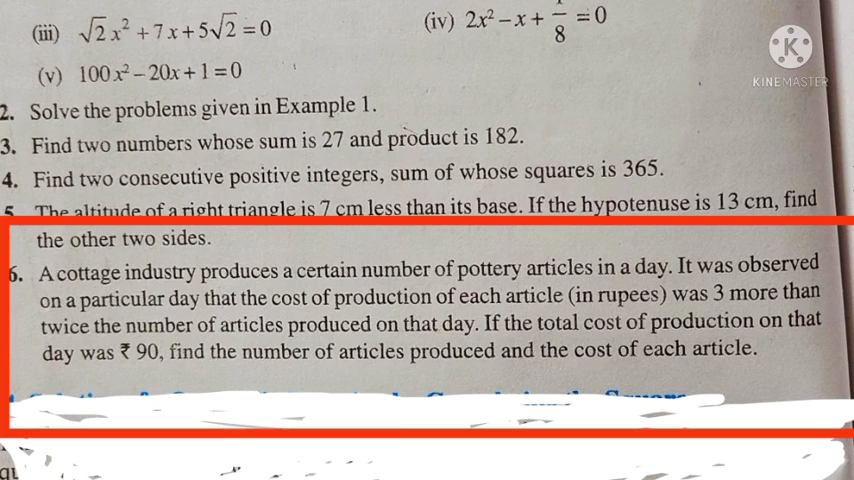 (iii) √2 x² + 7x + 5√2 = 0
(iv) 2x² – x + 1/8 = 0
(v) 100x² – 20x + 1 = 0
K
KINEMASTER
2. Solve the problems given in Example 1.
3. Find two numbers whose sum is 27 and product is 182.
4. Find two consecutive positive integers, sum of whose squares is 365.
5. The altitude of a right triangle is 7 cm less than its base. If the hypotenuse is 13 cm, find
the other two sides.
6. A cottage industry produces a certain number of pottery articles in a day. It was observed
on a particular day that the cost of production of each article (in rupees) was 3 more than
twice the number of articles produced on that day. If the total cost of production on that
day was ₹ 90, find the number of articles produced and the cost of each article.